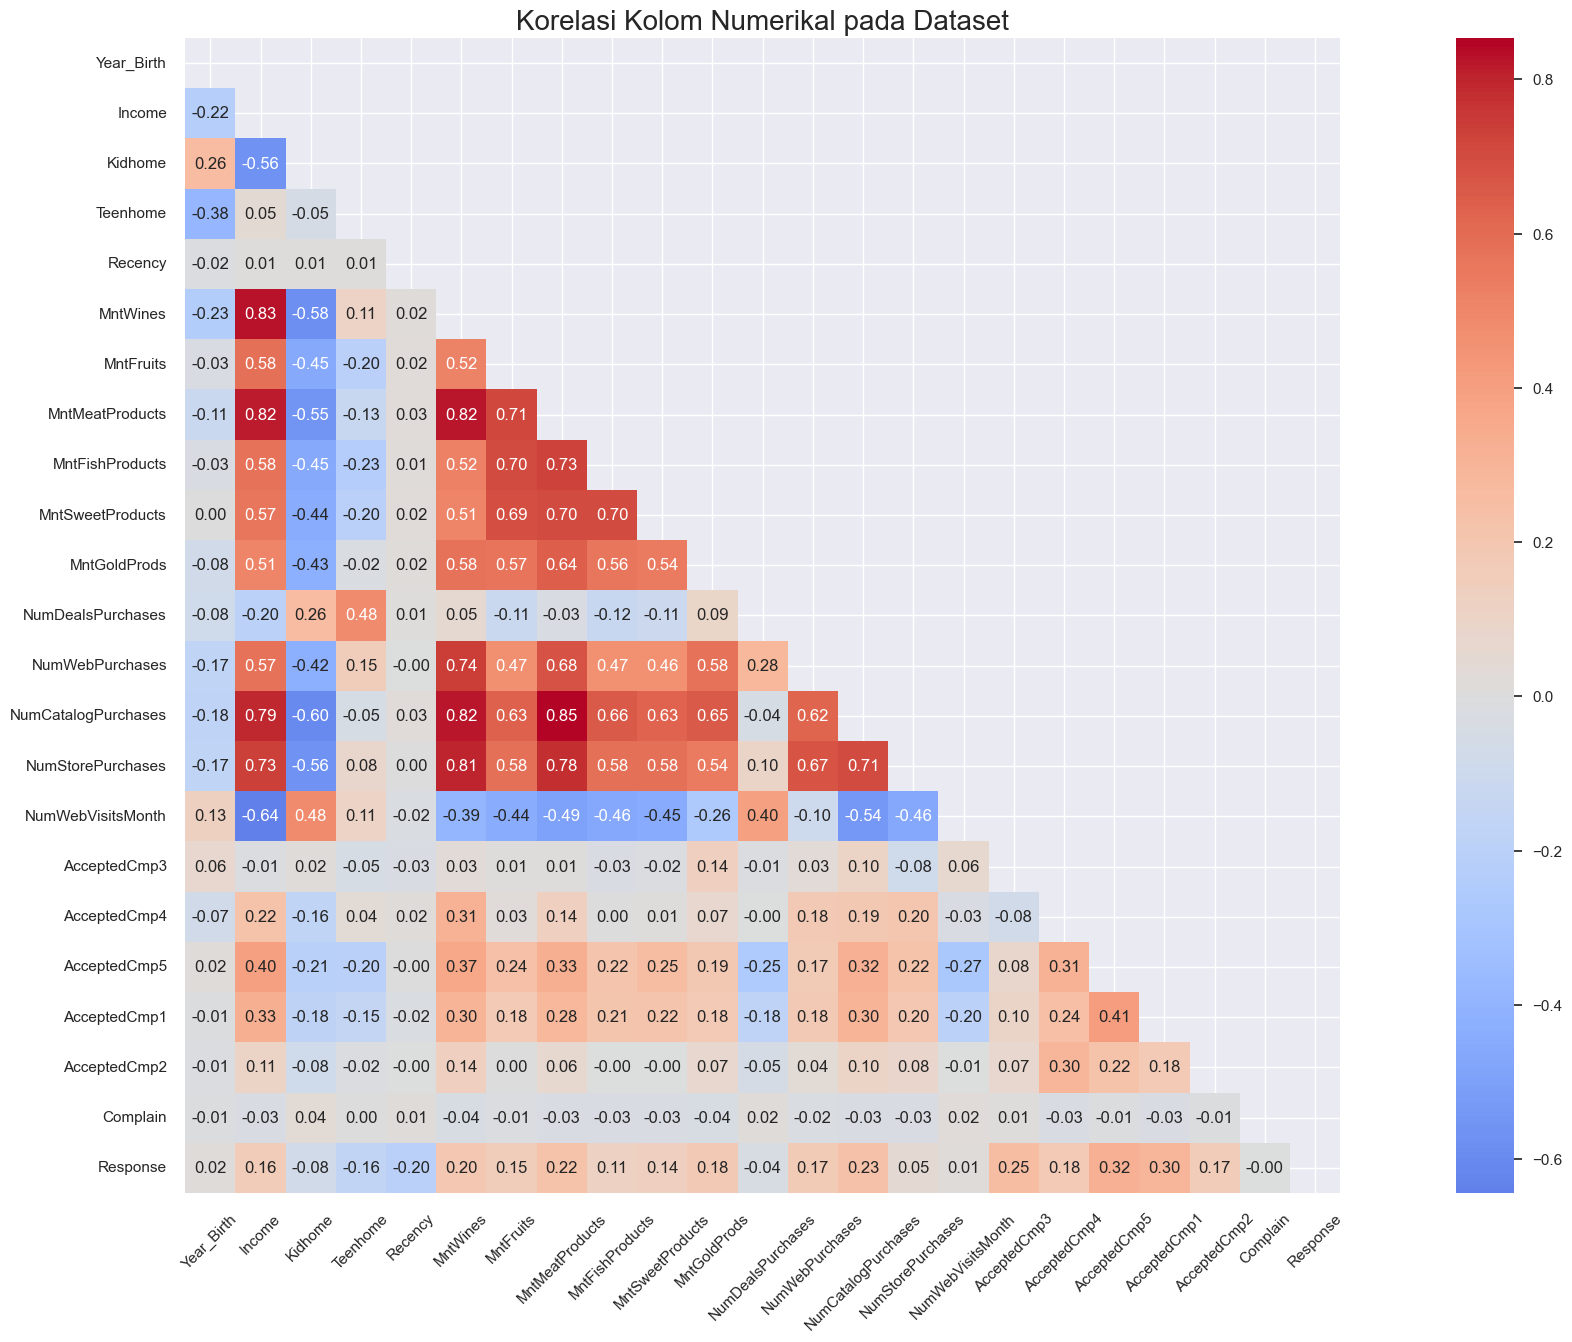 Korelasi Kolom Numerikal pada Dataset
Year_Birth
Income -0.22
Kidhome 0.26 -0.56
Teenhome -0.38 0.05 -0.05
Recency -0.02 0.01 0.01 0.01
MntWines -0.23 0.83 -0.58 0.11 0.02
MntFruits -0.03 0.58 -0.45 -0.20 0.02 0.52
MntMeatProducts -0.11 0.82 -0.55 -0.13 0.03 0.82 0.71
MntFishProducts -0.03 0.58 -0.45 -0.23 0.01 0.52 0.70 0.73
MntSweetProducts 0.00 0.57 -0.44 -0.20 0.02 0.51 0.69 0.70 0.70
MntGoldProds -0.08 0.51 -0.43 -0.02 0.02 0.58 0.57 0.64 0.56 0.54
NumDealsPurchases -0.08 -0.20 0.26 0.48 0.01 0.05 -0.11 -0.03 -0.12 -0.11 0.09
NumWebPurchases -0.17 0.57 -0.42 0.15 -0.00 0.74 0.47 0.68 0.47 0.46 0.58 0.28
NumCatalogPurchases -0.18 0.79 -0.60 -0.05 0.03 0.82 0.63 0.85 0.66 0.63 0.65 -0.04 0.62
NumStorePurchases -0.17 0.73 -0.56 0.08 0.00 0.81 0.58 0.78 0.58 0.58 0.54 0.10 0.67 0.71
NumWebVisitsMonth 0.13 -0.64 0.48 0.11 -0.02 -0.39 -0.44 -0.49 -0.46 -0.45 -0.26 0.40 -0.10 -0.54 -0.46
AcceptedCmp3 0.06 -0.01 0.02 -0.05 -0.03 0.03 0.01 0.01 -0.03 -0.02 0.14 -0.01 0.03 0.10 -0.08 0.06
AcceptedCmp4 -0.07 0.22 -0.16 0.04 0.02 0.31 0.03 0.14 0.00 0.01 0.07 -0.00 0.18 0.19 0.20 -0.03 -0.08
AcceptedCmp5 0.02 0.40 -0.21 -0.20 -0.00 0.37 0.24 0.33 0.22 0.25 0.19 -0.25 0.17 0.32 0.22 -0.27 0.08 0.31
AcceptedCmp1 -0.01 0.33 -0.18 -0.15 -0.02 0.30 0.18 0.28 0.21 0.22 0.18 -0.18 0.18 0.30 0.20 -0.20 0.10 0.24 0.41
AcceptedCmp2 -0.01 0.11 -0.08 -0.02 -0.00 0.14 0.00 0.06 -0.00 -0.00 0.07 -0.05 0.04 0.10 0.08 -0.01 0.07 0.30 0.22 0.18
Complain -0.01 -0.03 0.04 0.00 0.01 -0.04 -0.01 -0.03 -0.03 -0.03 -0.04 0.02 -0.02 -0.03 -0.03 0.02 0.01 -0.03 -0.01 -0.03 -0.01
Response 0.02 0.16 -0.08 -0.16 -0.20 0.20 0.15 0.22 0.11 0.14 0.18 -0.04 0.17 0.23 0.05 0.01 0.25 0.18 0.32 0.30 0.17 -0.00
Year_Birth Income Kidhome Teenhome Recency MntWines MntFruits MntMeatProducts MntFishProducts MntSweetProducts MntGoldProds NumDealsPurchases NumWebPurchases NumCatalogPurchases NumStorePurchases NumWebVisitsMonth AcceptedCmp3 AcceptedCmp4 AcceptedCmp5 AcceptedCmp1 AcceptedCmp2 Complain Response
0.8
0.6
0.4
0.2
0.0
−0.2
−0.4
−0.6